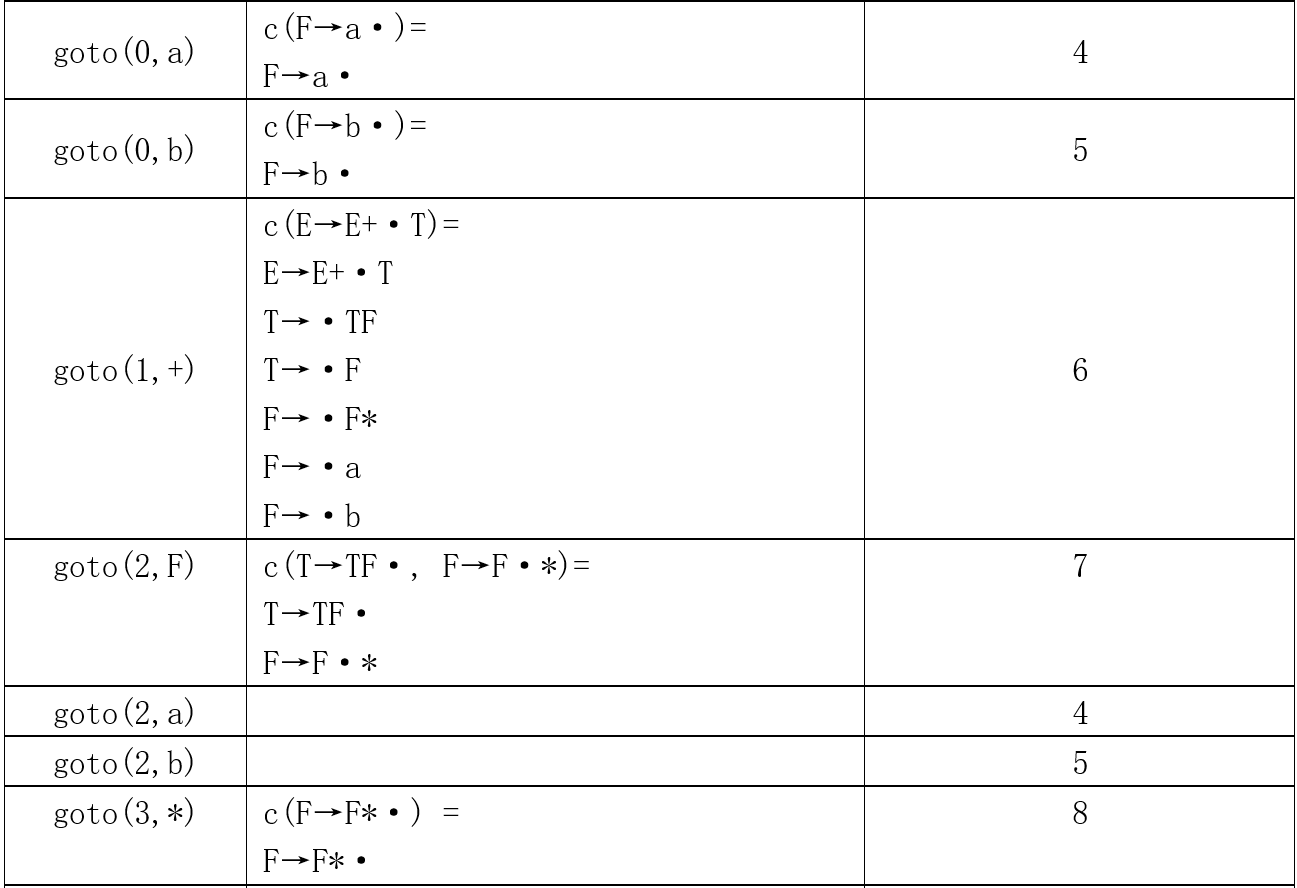 goto(0,a)
c(F→a·)=
F→a·
4
goto(0,b)
c(F→b·)=
F→b·
5
goto(1,+)
c(E→E+·T)=
E→E+·T
T→·TF
T→·F
F→·F*
F→·a
F→·b
6
goto(2,F)
c(T→TF·, F→F·*)=
T→TF·
F→F·*
7
goto(2,a)
4
goto(2,b)
5
goto(3,*)
c(F→F*·) =
F→F*·
8